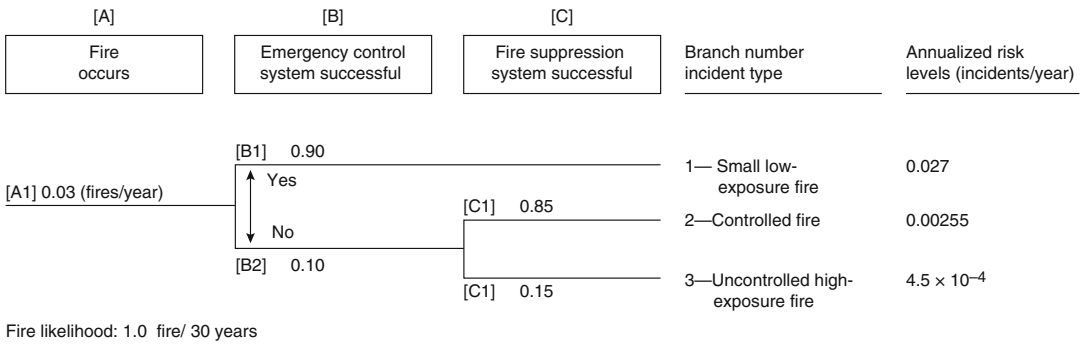 [A]
[B]
[C]
Fire
occurs
Emergency control
system successful
Fire suppression
system successful
Branch number
incident type
Annualized risk
levels (incidents/year)
[B1] 0.90
Yes
1— Small low-
exposure fire
0.027
[A1] 0.03 (fires/year)
[C1] 0.85
2—Controlled fire
0.00255
No
[B2] 0.10
3—Uncontrolled high-
exposure fire
4.5 × 10–4
[C1] 0.15
Fire likelihood: 1.0 fire/ 30 years